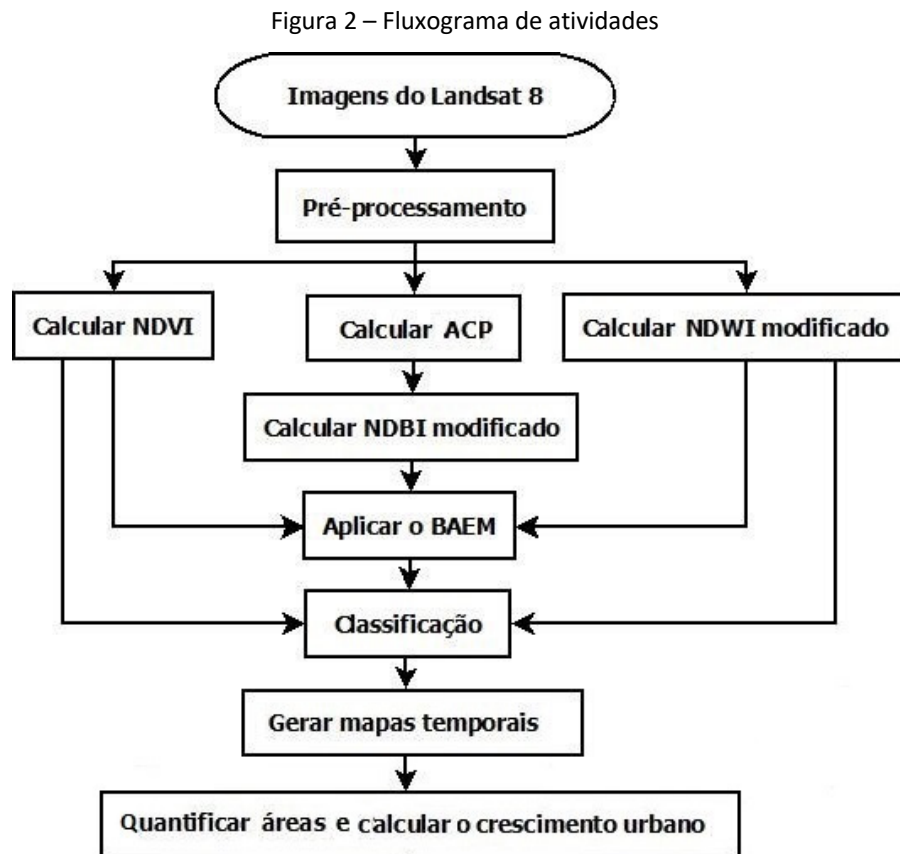 Figura 2 – Fluxograma de atividades
Imagens do Landsat 8
Pré-processamento
Calcular NDVI
Calcular ACP
Calcular NDWI modificado
Calcular NDBI modificado
Aplicar o BAEM
Classificação
Gerar mapas temporais
Quantificar áreas e calcular o crescimento urbano